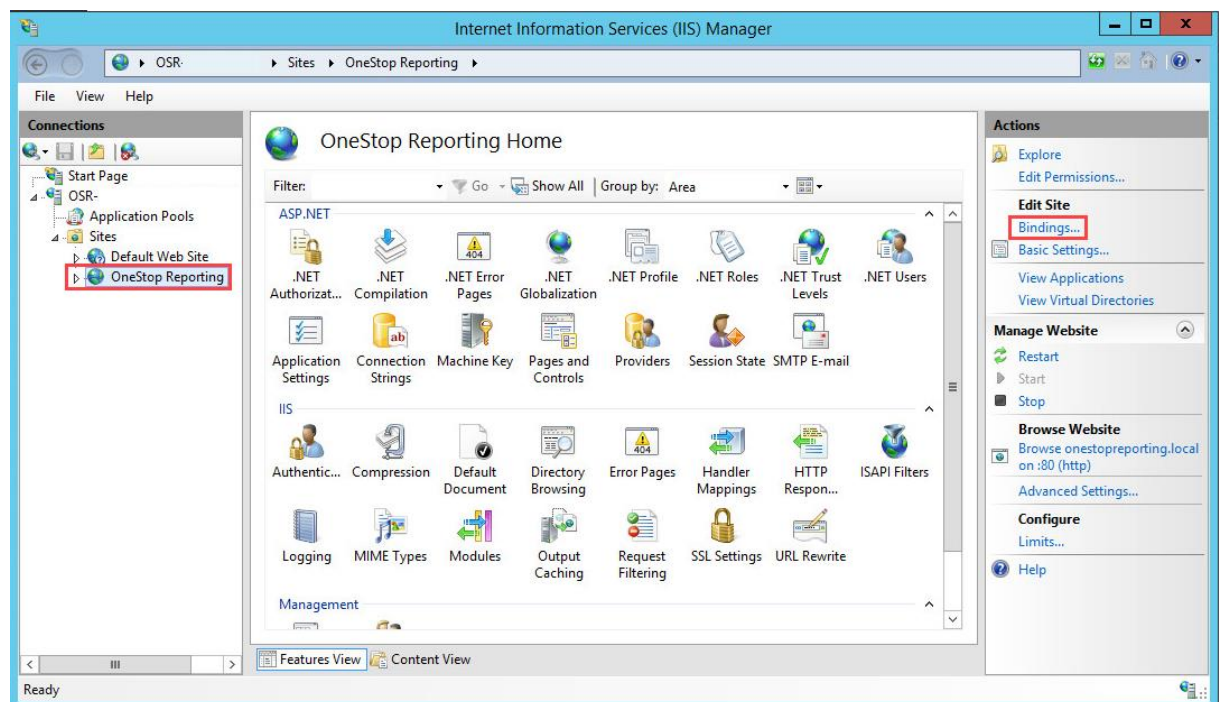 Internet Information Services (IIS) Manager
OSR- Sites OneStop Reporting
File View Help
Connections
Start Page
OSR-
Application Pools
Sites
Default Web Site
OneStop Reporting
OneStop Reporting Home
Filter: Go Show All Group by: Area
ASP.NET
.NET Authorizat...
.NET Compilation
.NET Error Pages
.NET Globalization
.NET Profile
.NET Roles
.NET Trust Levels
.NET Users
Application Settings
Connection Strings
Machine Key
Pages and Controls
Providers
Session State
SMTP E-mail
IIS
Authentic...
Compression
Default Document
Directory Browsing
Error Pages
Handler Mappings
HTTP Respon...
ISAPI Filters
Logging
MIME Types
Modules
Output Caching
Request Filtering
SSL Settings
URL Rewrite
Management
Features View Content View
Actions
Explore
Edit Permissions...
Edit Site
Bindings...
Basic Settings...
View Applications
View Virtual Directories
Manage Website
Restart
Start
Stop
Browse Website
Browse onestopreporting.local
on :80 (http)
Advanced Settings...
Configure
Limits...
Help
Ready